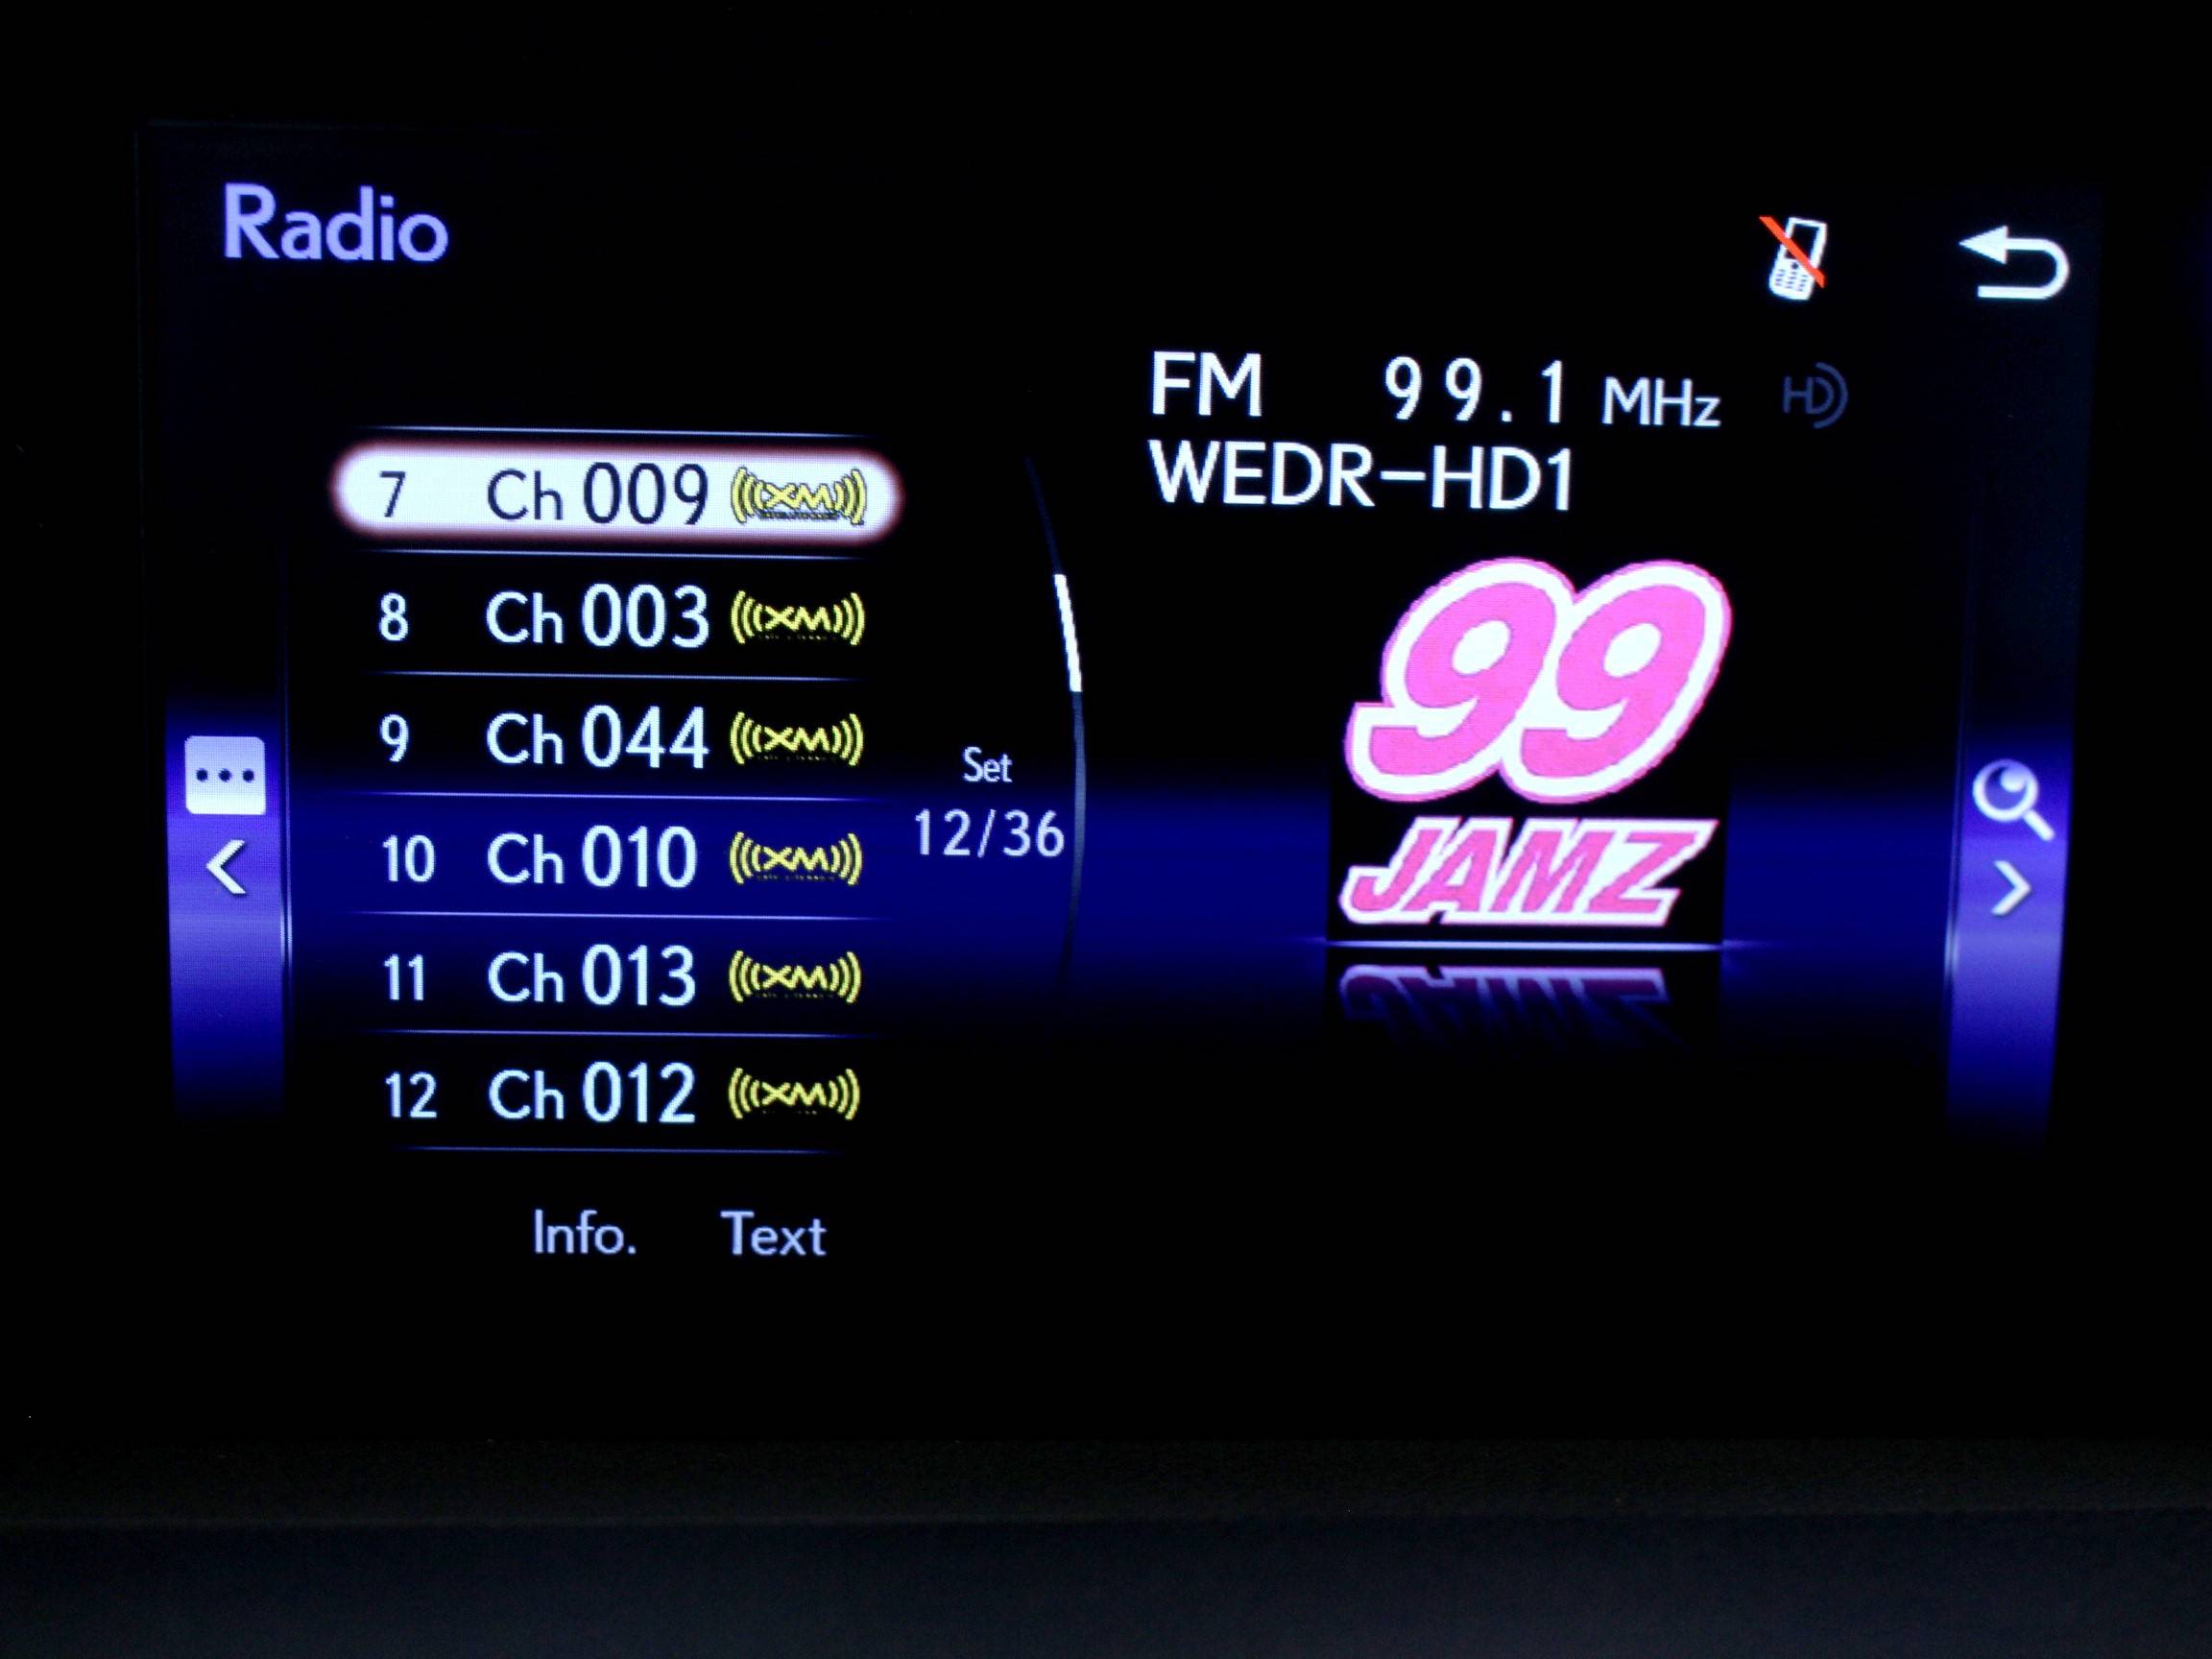 Radio
FM 99.1 MHz HD
WEDR-HD1
7 Ch 009 XM
8 Ch 003 XM
9 Ch 044 XM
10 Ch 010 XM
11 Ch 013 XM
12 Ch 012 XM
Set
12/36
99
JAMZ
Info. Text